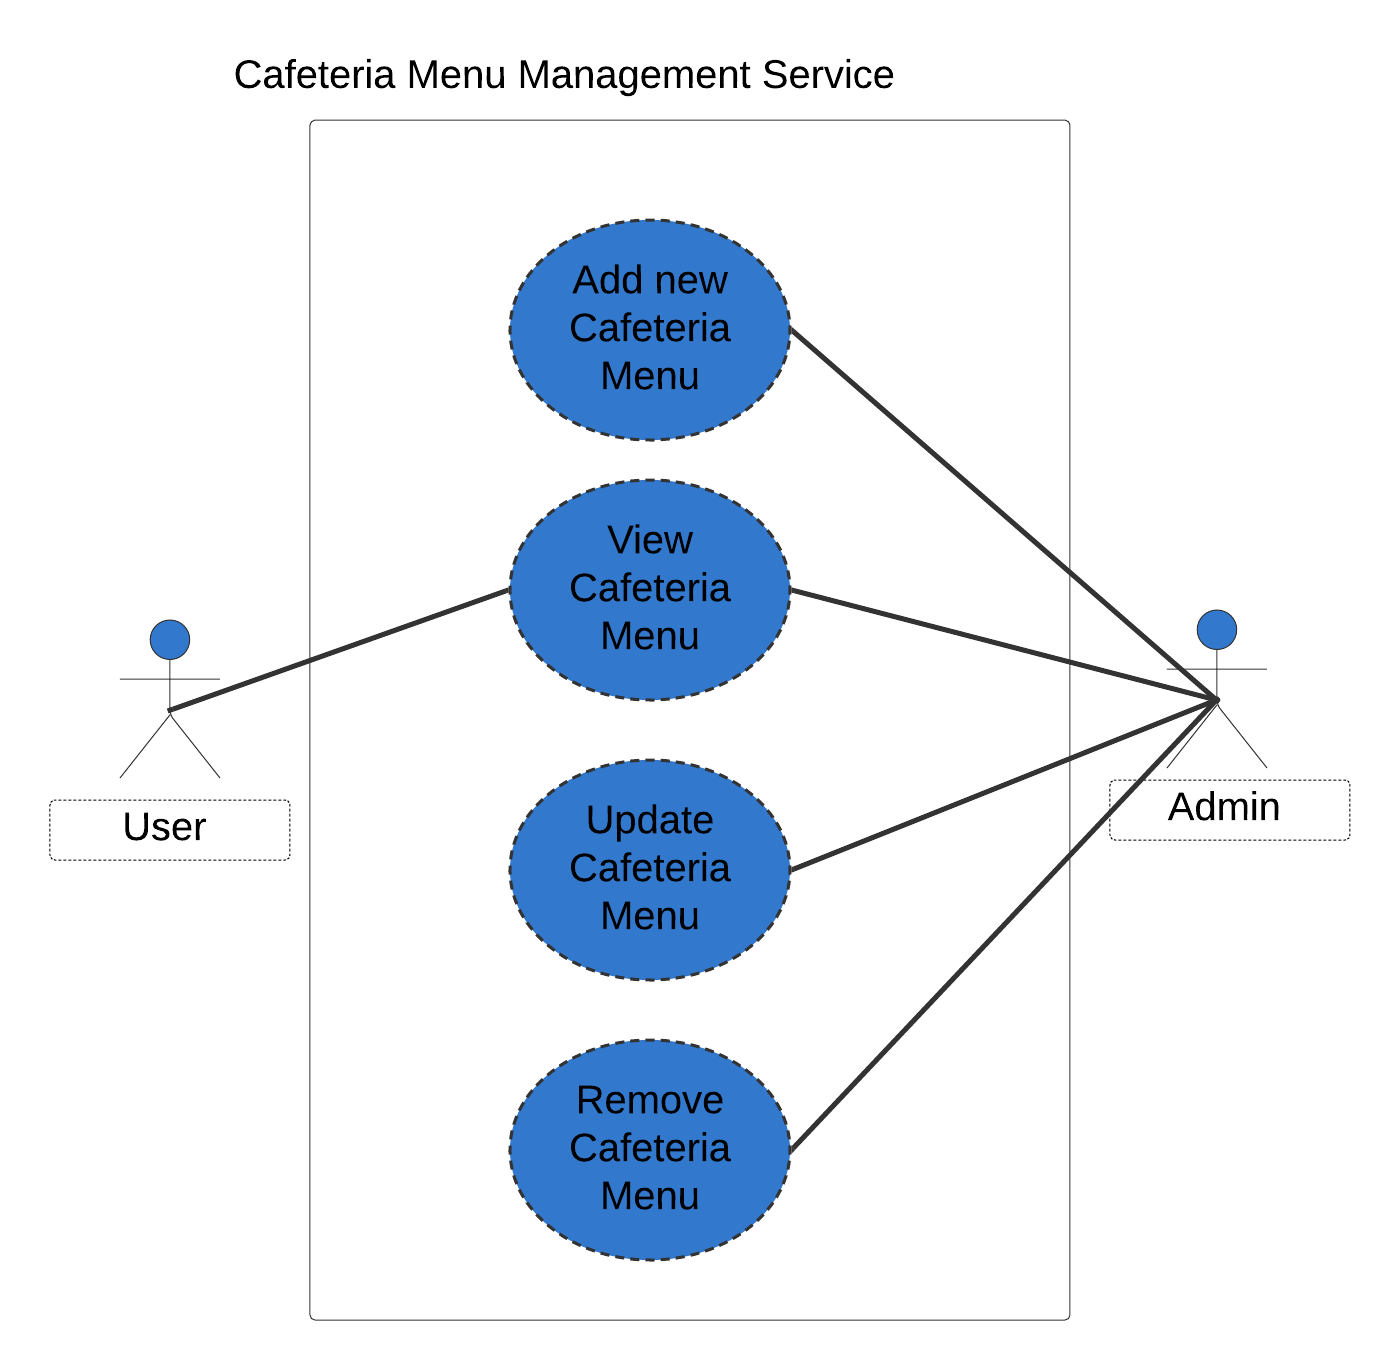 Cafeteria Menu Management Service
Add new
Cafeteria
Menu
View
Cafeteria
Menu
User
Admin
Update
Cafeteria
Menu
Remove
Cafeteria
Menu